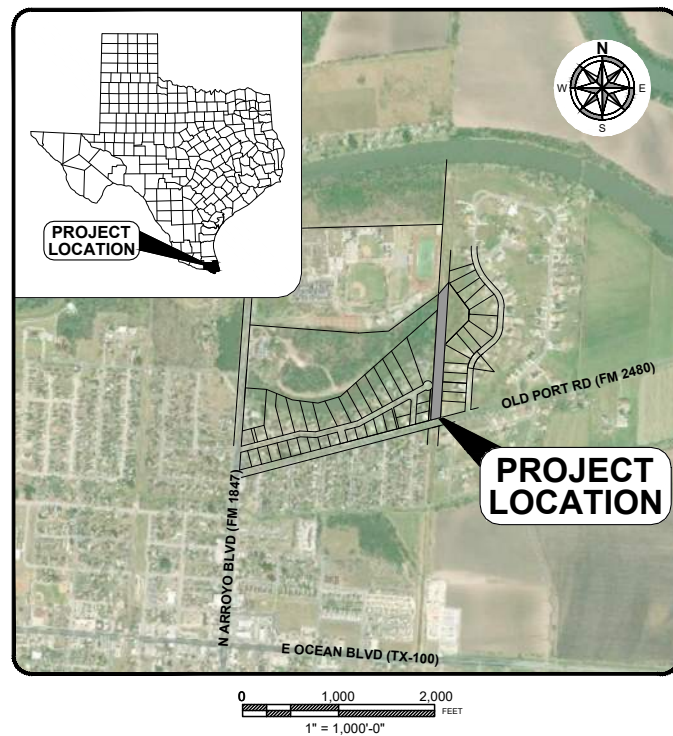 PROJECT
LOCATION
N
W
E
S
OLD PORT RD (FM 2480)
PROJECT
LOCATION
N ARROYO BLVD (FM 1847)
E OCEAN BLVD (TX-100)
0 1,000 2,000
FEET
1" = 1,000'-0"